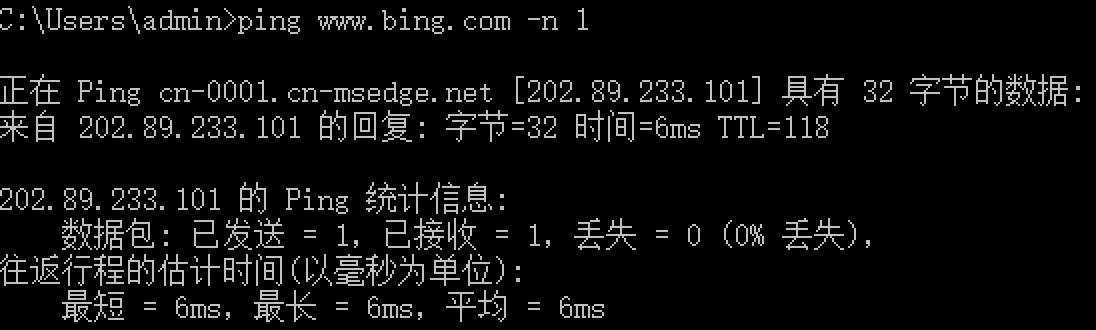 C:\Users\admin>ping www.bing.com -n 1
正在 Ping cn-0001.cn-msedge.net [202.89.233.101] 具有 32 字节的数据:
来自 202.89.233.101 的回复: 字节=32 时间=6ms TTL=118
202.89.233.101 的 Ping 统计信息:
数据包: 已发送 = 1，已接收 = 1，丢失 = 0 (0% 丢失)，
往返行程的估计时间(以毫秒为单位):
最短 = 6ms，最长 = 6ms，平均 = 6ms